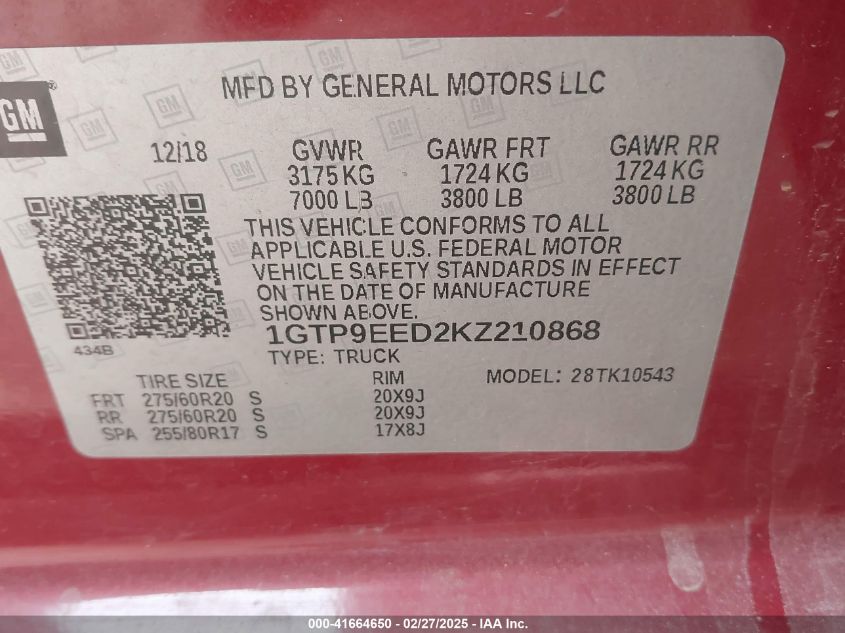 GM
MFD BY GENERAL MOTORS LLC
12/18 GVWR GAWR FRT GAWR RR
3175 KG 1724 KG 1724 KG
7000 LB 3800 LB 3800 LB
THIS VEHICLE CONFORMS TO ALL
APPLICABLE U.S. FEDERAL MOTOR
VEHICLE SAFETY STANDARDS IN EFFECT
ON THE DATE OF MANUFACTURE
SHOWN ABOVE.
434B
1GTP9EED2KZ210868
TYPE: TRUCK
TIRE SIZE RIM MODEL: 28TK10543
FRT 275/60R20 S 20X9J
RR 275/60R20 S 20X9J
SPA 255/80R17 S 17X8J
000-41664650 - 02/27/2025 - IAA Inc.